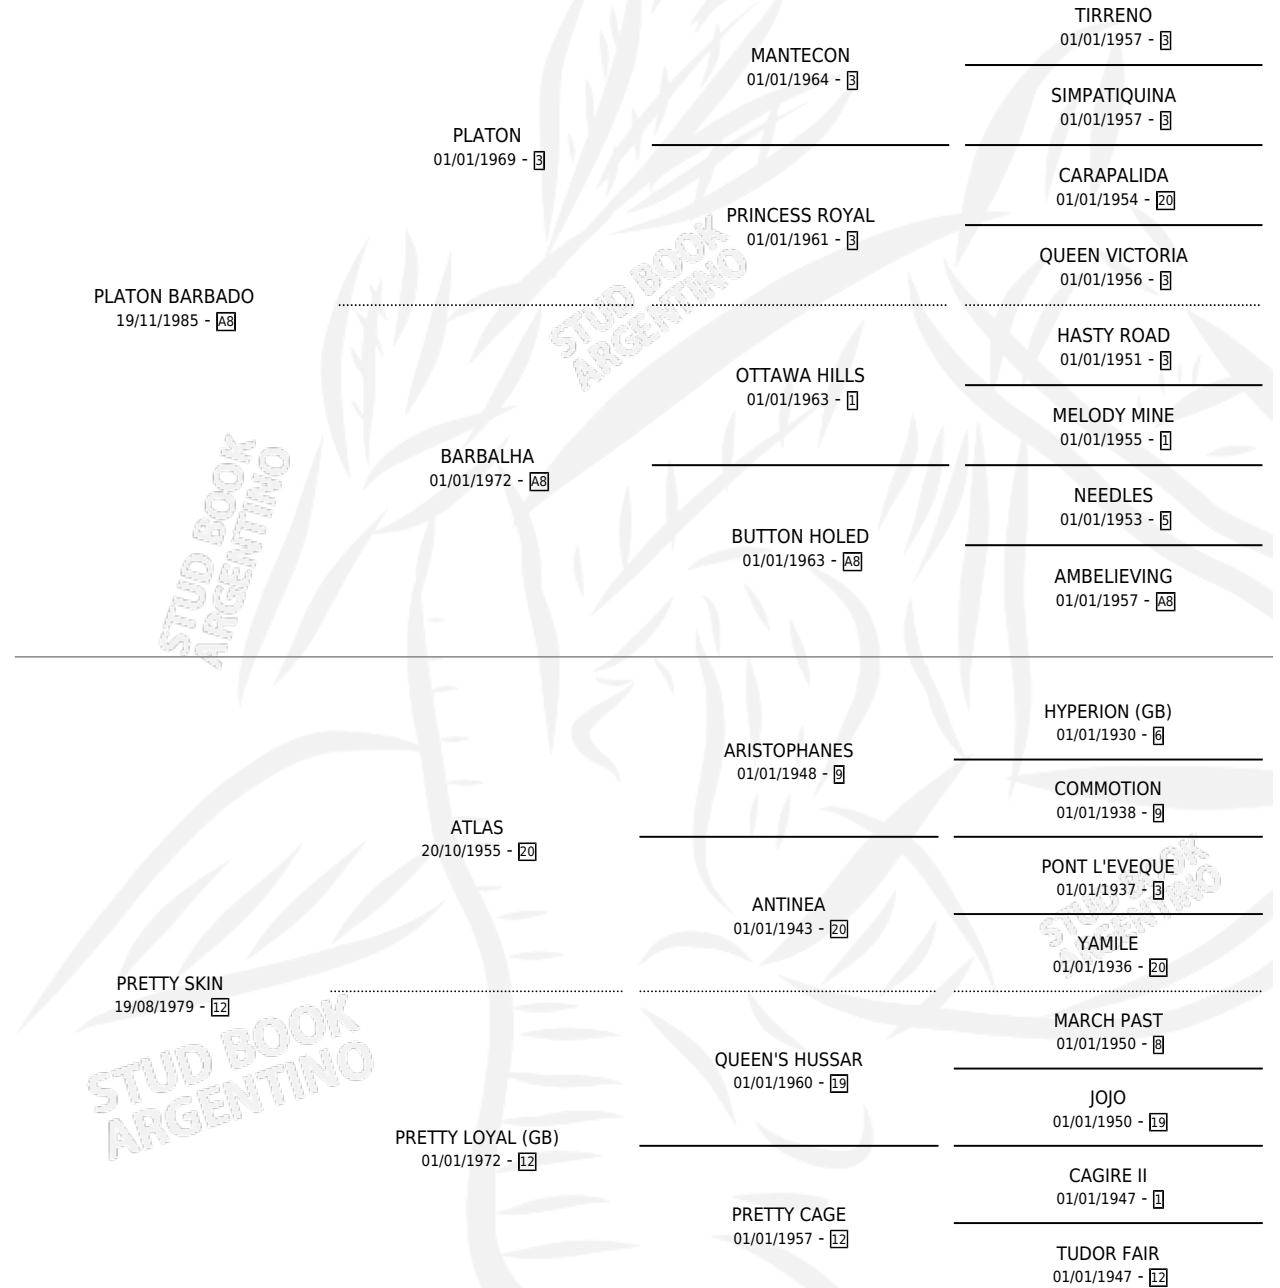 TIRRENO
01/01/1957 - 3
MANTECON
01/01/1964 - 3
SIMPATIQUINA
01/01/1957 - 3
PLATON
01/01/1969 - 3
CARAPALIDA
01/01/1954 - 20
PRINCESS ROYAL
01/01/1961 - 3
QUEEN VICTORIA
01/01/1956 - 3
PLATON BARBADO
19/11/1985 - A8
STUD BOOK
ARGENTINO
HASTY ROAD
01/01/1951 - 3
OTTAWA HILLS
01/01/1963 - 1
MELODY MINE
01/01/1955 - 1
BARBALHA
01/01/1972 - A8
NEEDLES
01/01/1953 - 5
BUTTON HOLED
01/01/1963 - A8
AMBELIEVING
01/01/1957 - A8
STUD BOOK
ARGENTINO
HYPERION (GB)
01/01/1930 - 6
ARISTOPHANES
01/01/1948 - 9
COMMOTION
01/01/1938 - 9
ATLAS
20/10/1955 - 20
PONT L'EVEQUE
01/01/1937 - 3
ANTINEA
01/01/1943 - 20
YAMILE
01/01/1936 - 20
STUD BOOK
ARGENTINO
PRETTY SKIN
19/08/1979 - 12
MARCH PAST
01/01/1950 - 8
QUEEN'S HUSSAR
01/01/1960 - 19
JOJO
01/01/1950 - 19
STUD BOOK
ARGENTINO
PRETTY LOYAL (GB)
01/01/1972 - 12
CAGIRE II
01/01/1947 - 1
PRETTY CAGE
01/01/1957 - 12
TUDOR FAIR
01/01/1947 - 12